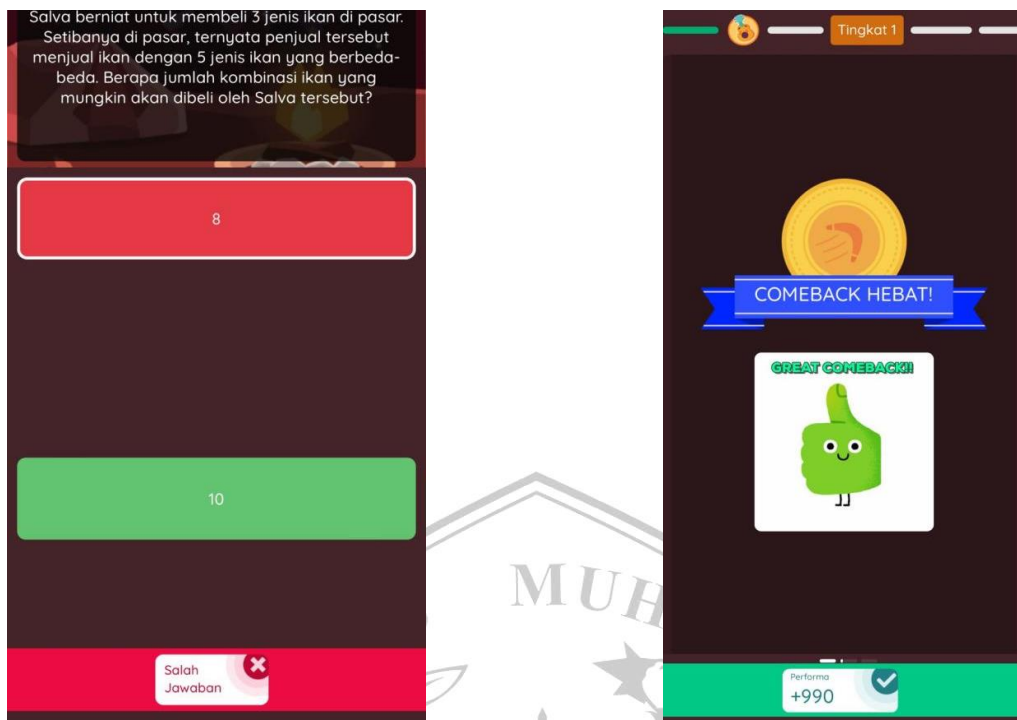 Salva berniat untuk membeli 3 jenis ikan di pasar.
Setibanya di pasar, ternyata penjual tersebut
menjual ikan dengan 5 jenis ikan yang berbeda-
beda. Berapa jumlah kombinasi ikan yang
mungkin akan dibeli oleh Salva tersebut?
8
10
Salah
Jawaban
Tingkat 1
COMEBACK HEBAT!
GREAT COMEBACK!!
Performa
+990
MUH